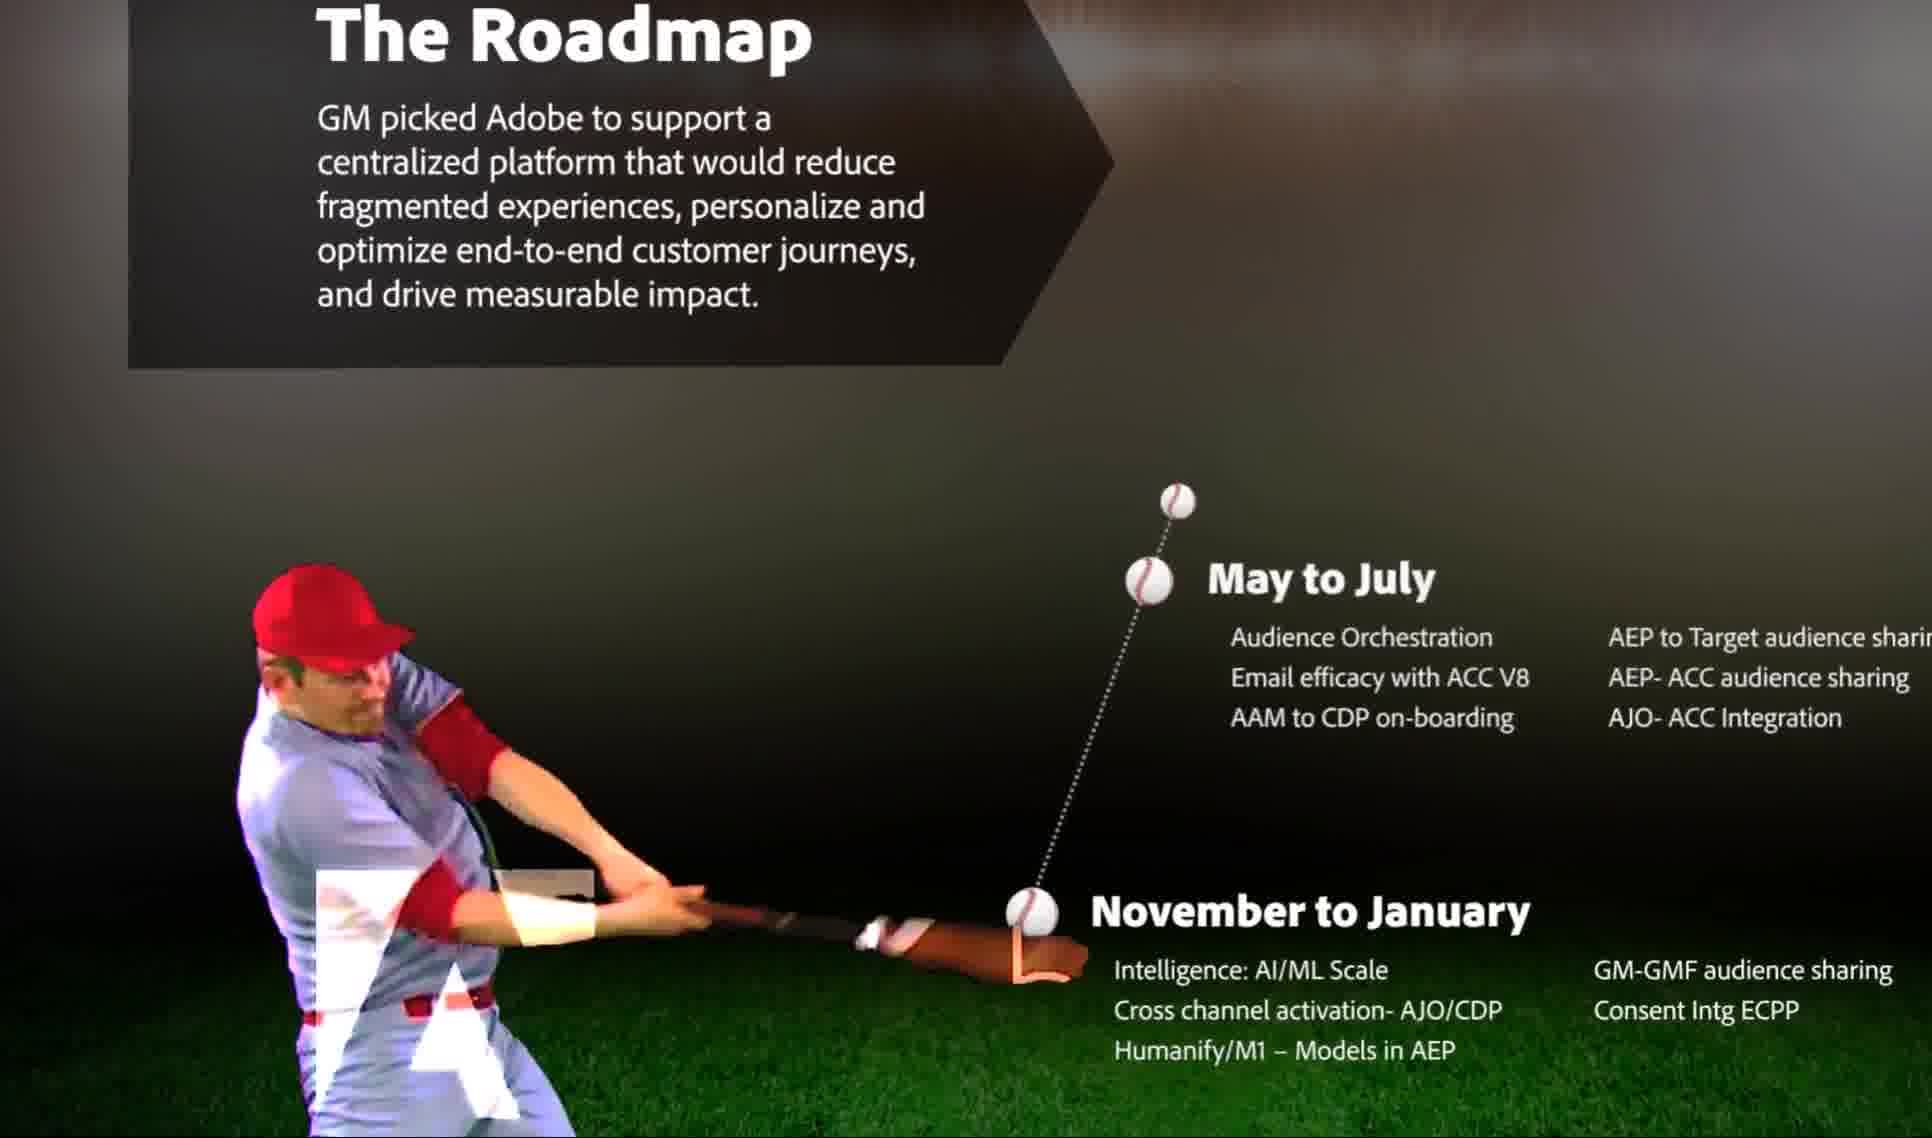 The Roadmap
GM picked Adobe to support a
centralized platform that would reduce
fragmented experiences, personalize and
optimize end-to-end customer journeys,
and drive measurable impact.
May to July
Audience Orchestration
Email efficacy with ACC V8
AAM to CDP on-boarding
AEP to Target audience sharin
AEP- ACC audience sharing
AJO- ACC Integration
November to January
Intelligence: AI/ML Scale
Cross channel activation- AJO/CDP
Humanify/M1 – Models in AEP
GM-GMF audience sharing
Consent Intg ECPP